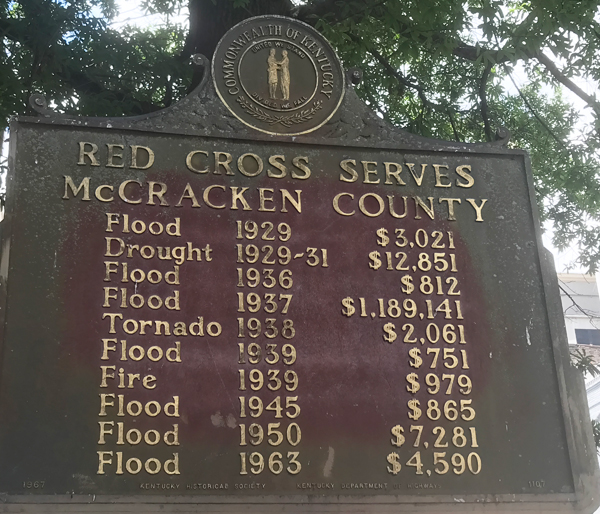 COMMONWEALTH OF KENTUCKY
RED CROSS SERVES
McCRACKEN COUNTY
Flood 1929 $3,021
Drought 1929-31 $12,851
Flood 1936 $812
Flood 1937 $1,189,141
Tornado 1938 $2,061
Flood 1939 $751
Fire 1939 $979
Flood 1945 $865
Flood 1950 $7,281
Flood 1963 $4,590
1967 KENTUCKY HISTORICAL SOCIETY KENTUCKY DEPARTMENT OF HIGHWAYS 1107